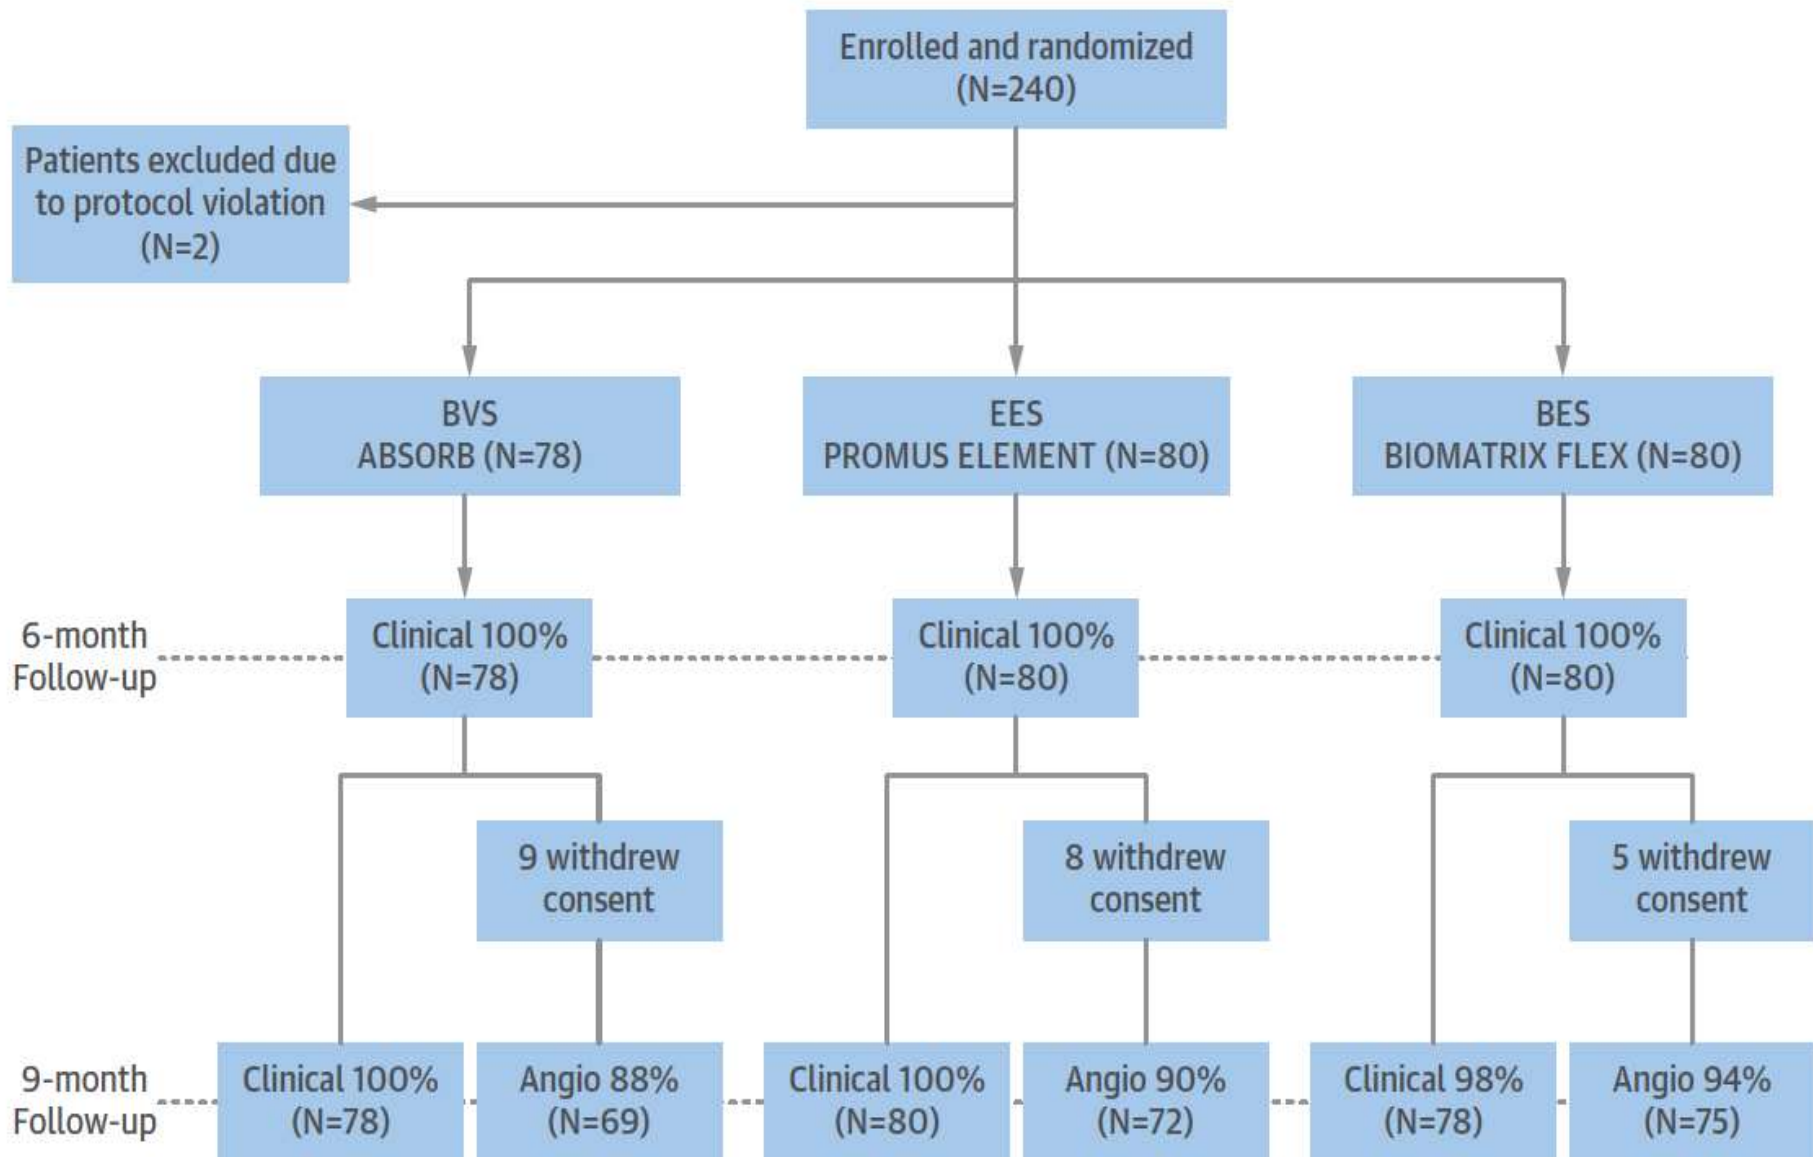 Enrolled and randomized
(N=240)
Patients excluded due
to protocol violation
(N=2)
BVS
ABSORB (N=78)
EES
PROMUS ELEMENT (N=80)
BES
BIOMATRIX FLEX (N=80)
6-month
Follow-up
Clinical 100%
(N=78)
Clinical 100%
(N=80)
Clinical 100%
(N=80)
9 withdrew
consent
8 withdrew
consent
5 withdrew
consent
9-month
Follow-up
Clinical 100%
(N=78)
Angio 88%
(N=69)
Clinical 100%
(N=80)
Angio 90%
(N=72)
Clinical 98%
(N=78)
Angio 94%
(N=75)